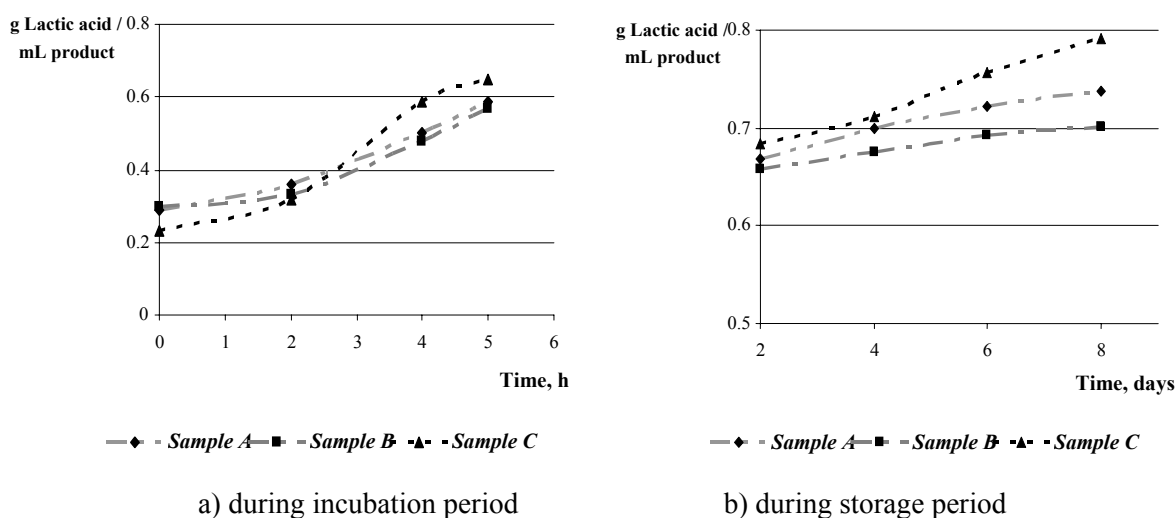 g Lactic acid /
mL product
0.8
0.6
0.4
0.2
0
0 1 2 3 4 5 6
Time, h
Sample A Sample B Sample C
a) during incubation period
g Lactic acid /
mL product
0.8
0.7
0.6
0.5
2 4 6 8
Time, days
Sample A Sample B Sample C
b) during storage period